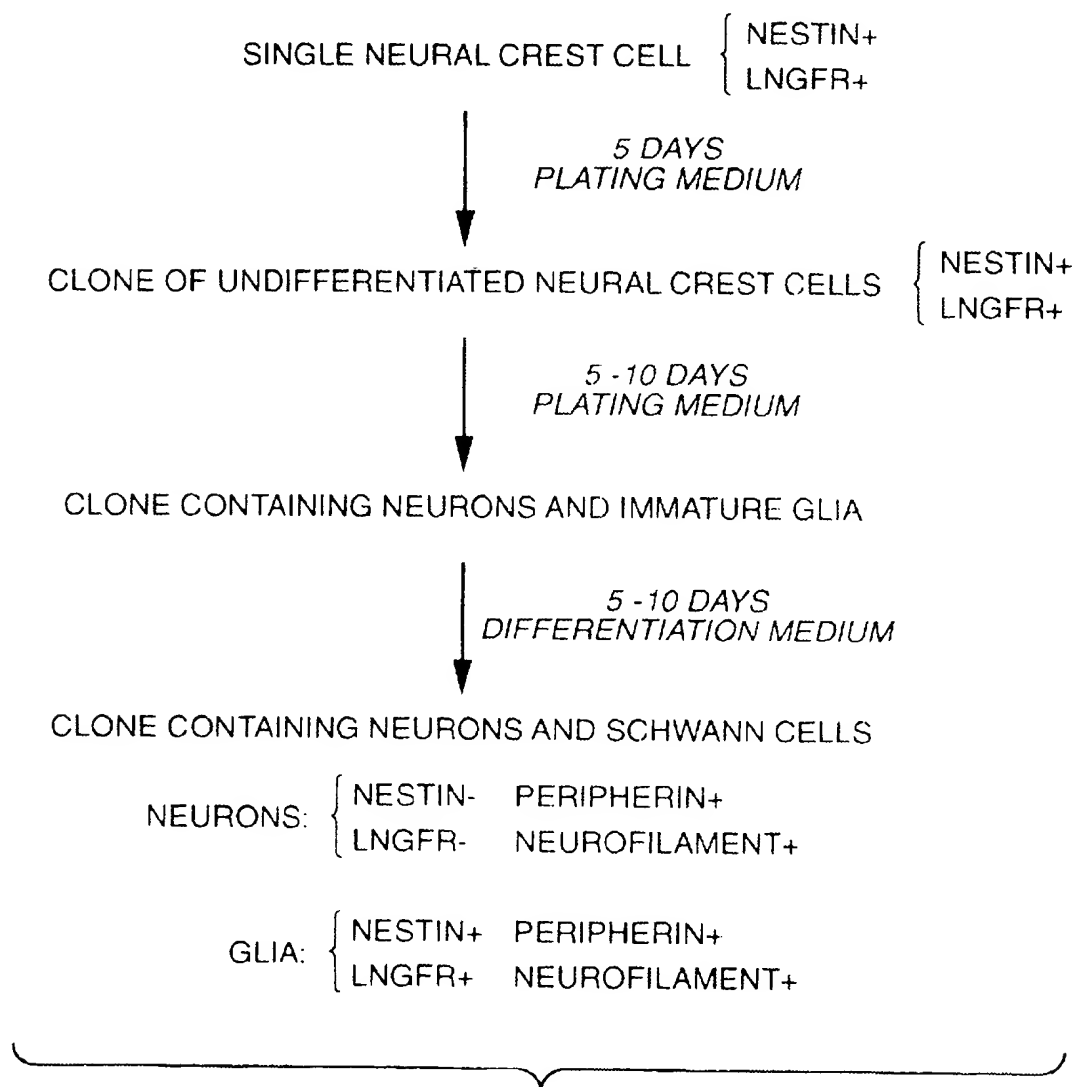 SINGLE NEURAL CREST CELL { NESTIN+
LNGFR+
5 DAYS
PLATING MEDIUM
CLONE OF UNDIFFERENTIATED NEURAL CREST CELLS { NESTIN+
LNGFR+
5-10 DAYS
PLATING MEDIUM
CLONE CONTAINING NEURONS AND IMMATURE GLIA
5-10 DAYS
DIFFERENTIATION MEDIUM
CLONE CONTAINING NEURONS AND SCHWANN CELLS
NEURONS: { NESTIN- PERIPHERIN+
LNGFR- NEUROFILAMENT+
GLIA: { NESTIN+ PERIPHERIN+
LNGFR+ NEUROFILAMENT+